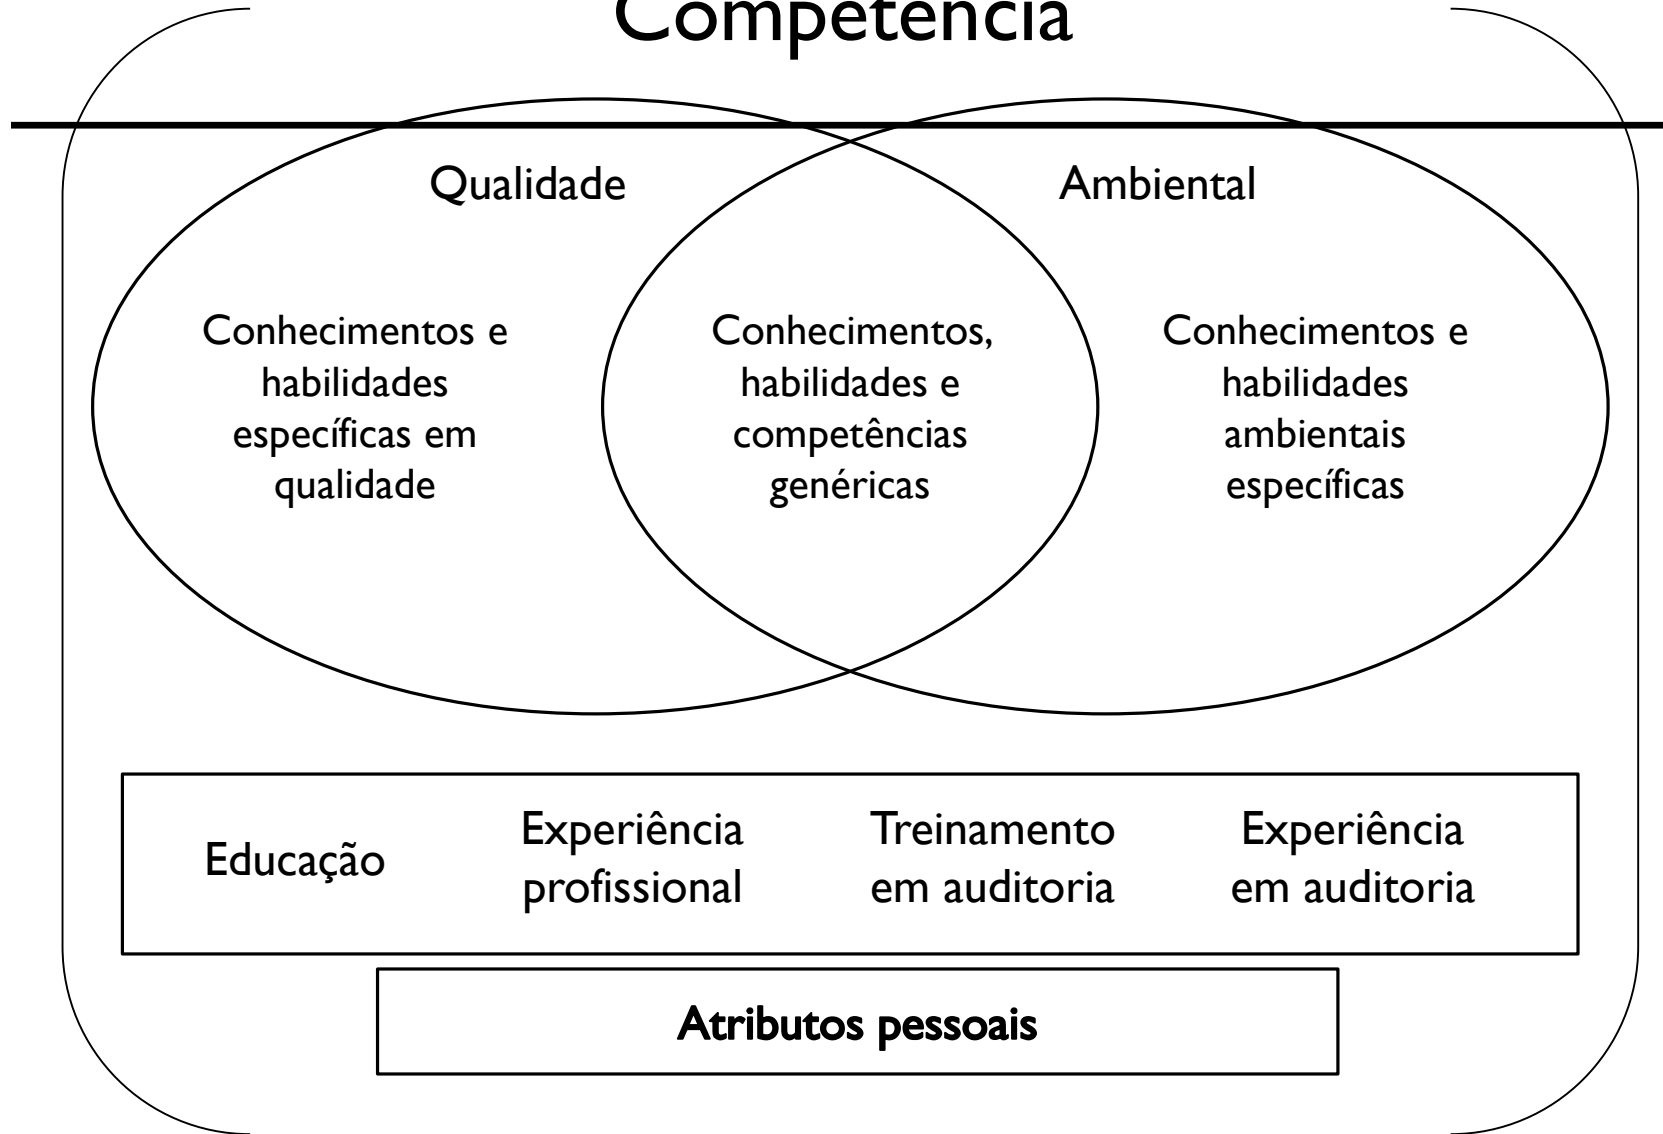 Competência
Qualidade
Ambiental
Conhecimentos e
habilidades
específicas em
qualidade
Conhecimentos,
habilidades e
competências
genéricas
Conhecimentos e
habilidades
ambientais
específicas
Educação
Experiência
profissional
Treinamento
em auditoria
Experiência
em auditoria
Atributos pessoais